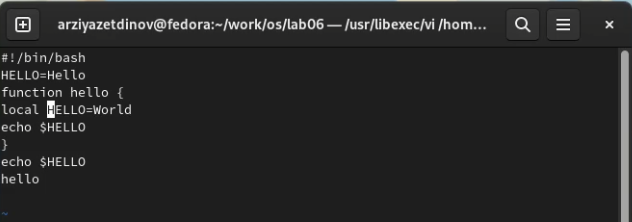 arziyazetdinov@fedora:~/work/os/lab06 — /usr/libexec/vi /hom...
#!/bin/bash
HELLO=Hello
function hello {
local HELLO=World
echo $HELLO
}
echo $HELLO
hello
~